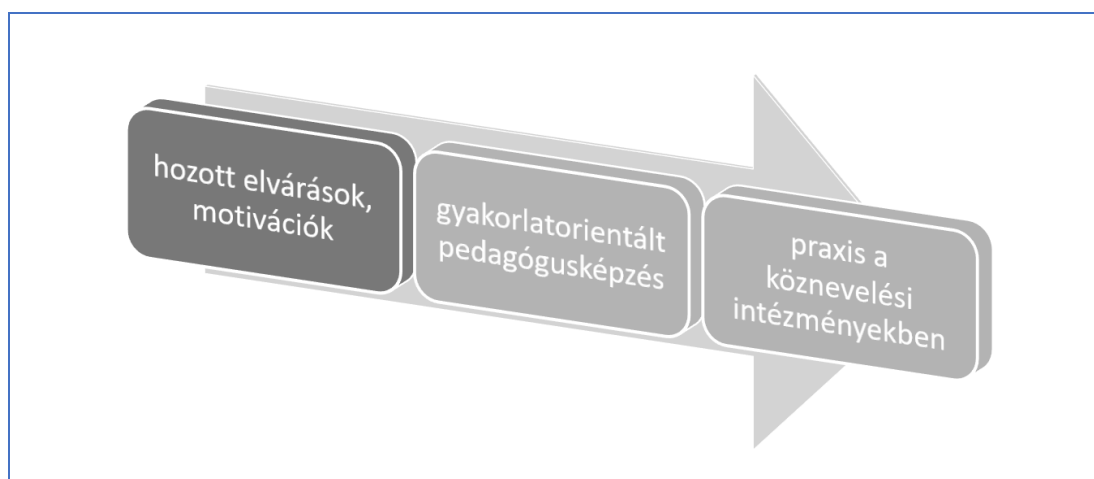 hozott elvárások,
motivációk
gyakorlatorientált
pedagógusképzés
praxis a
köznevelési
intézményekben